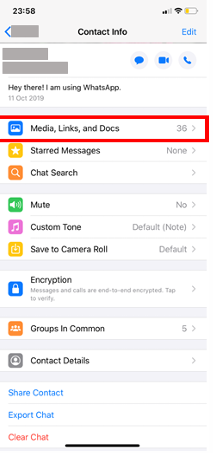 23:58
Contact Info
Edit
Hey there! I am using WhatsApp.
11 Oct 2019
Media, Links, and Docs 36
Starred Messages None
Chat Search
Mute No
Custom Tone Default (Note)
Save to Camera Roll Default
Encryption
Messages and calls are end-to-end encrypted. Tap
to verify.
Groups In Common 5
Contact Details
Share Contact
Export Chat
Clear Chat